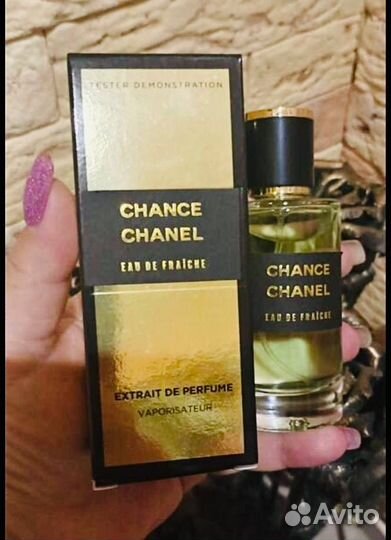 TESTER DEMONSTRATION
CHANCE
CHANEL
EAU DE FRAÎCHE
EXTRAIT DE PERFUME
VAPORISATEUR
CHANCE
CHANEL
EAU DE FRAÎCHE
Avito